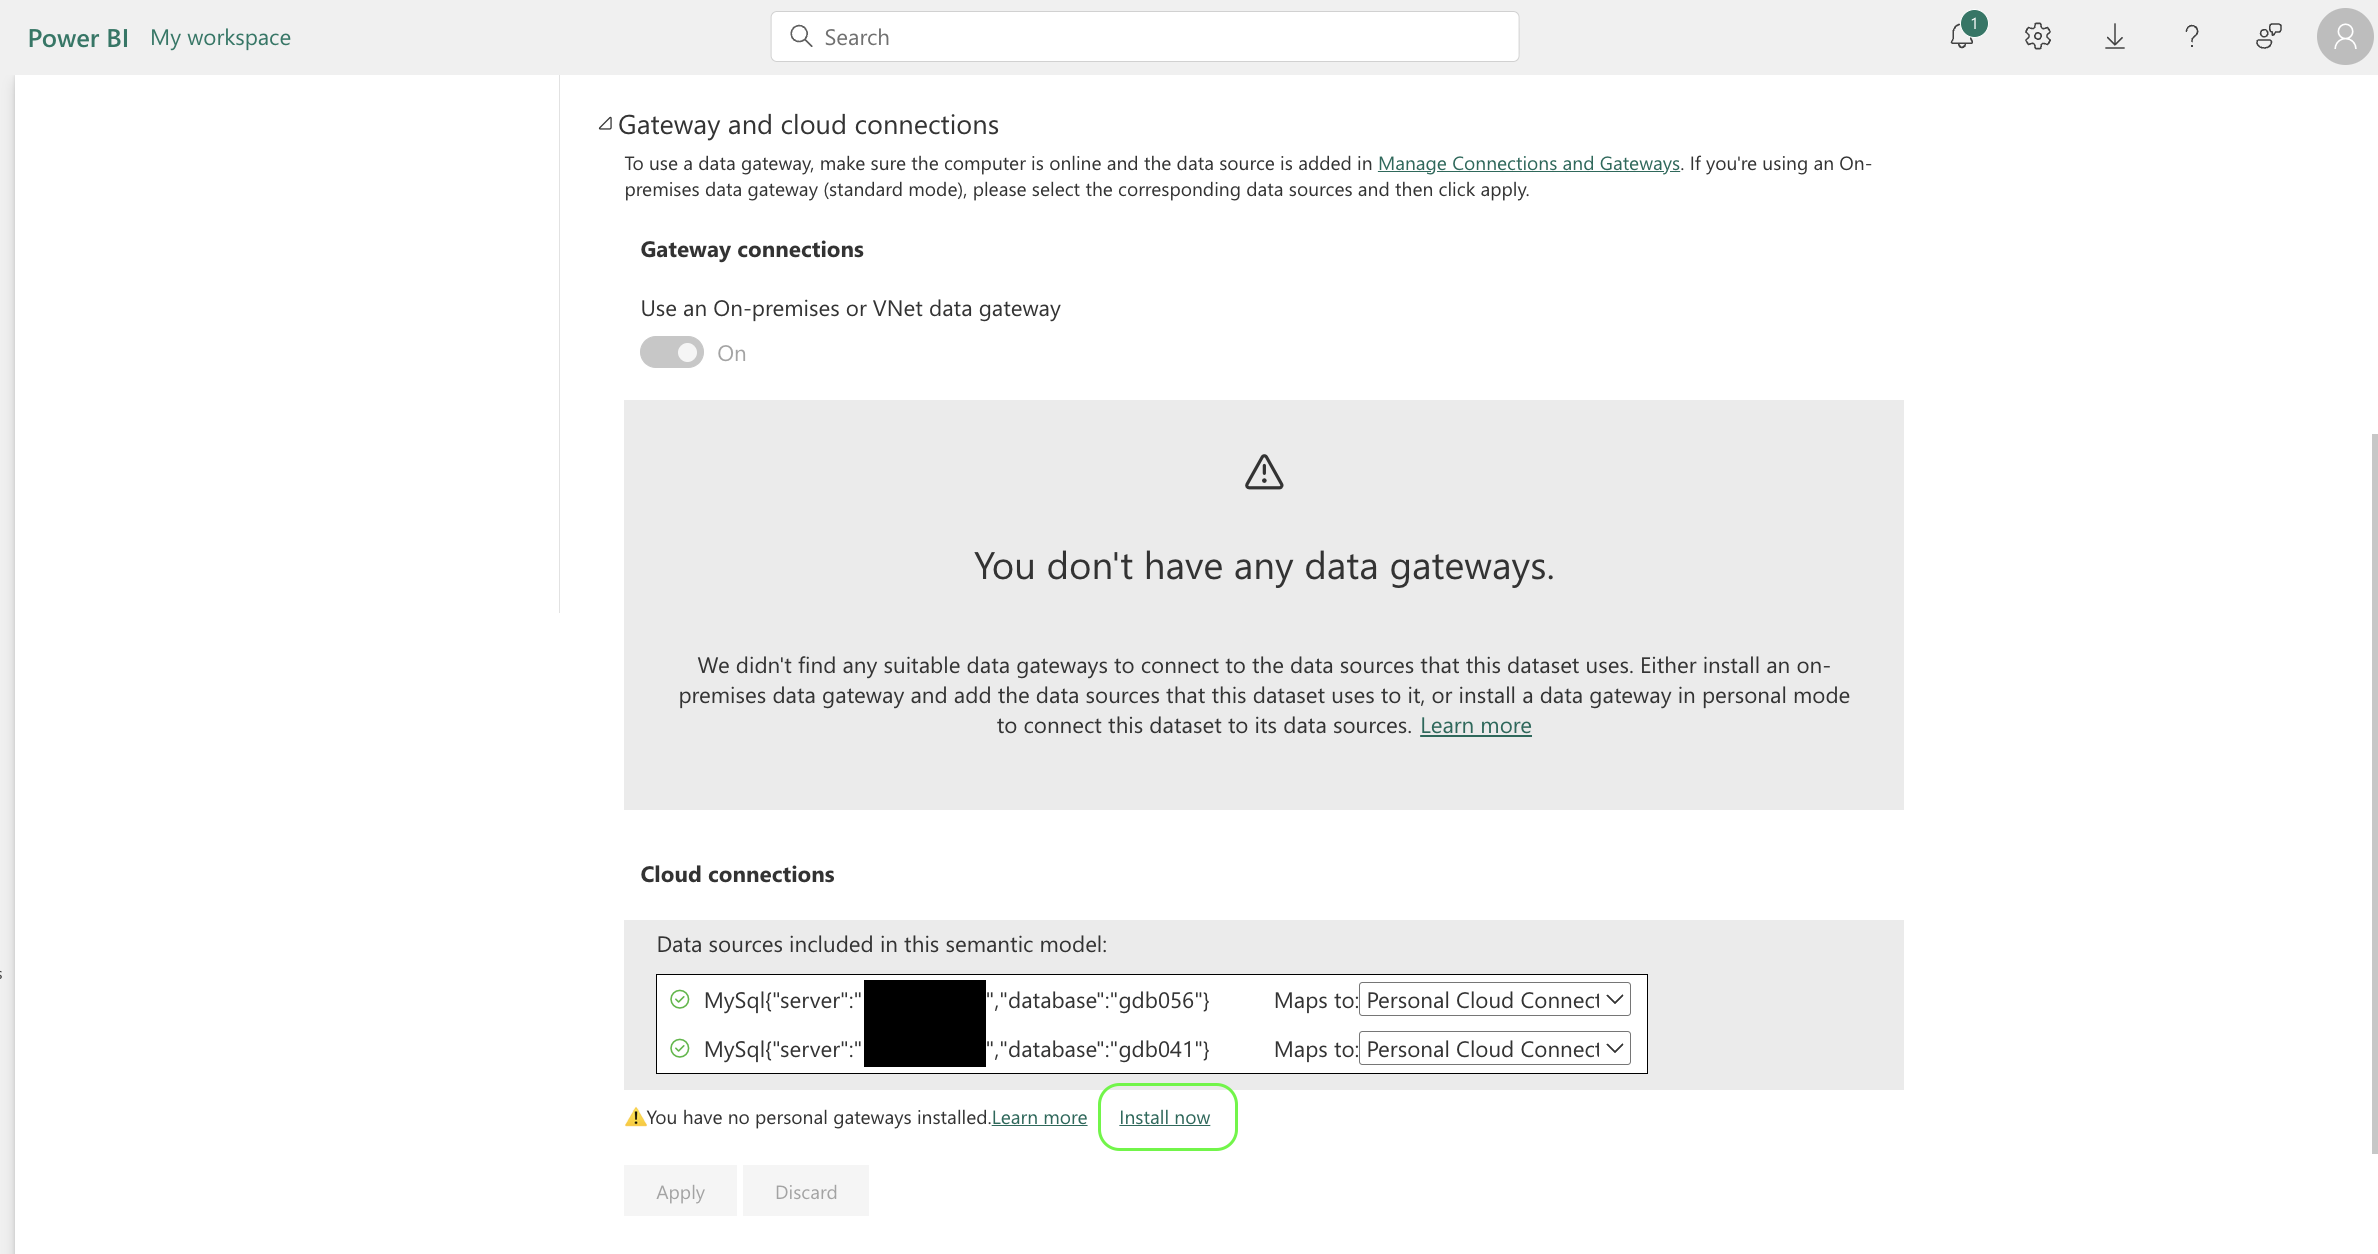 Power BI My workspace
Search
1
Gateway and cloud connections
To use a data gateway, make sure the computer is online and the data source is added in Manage Connections and Gateways. If you're using an On-
premises data gateway (standard mode), please select the corresponding data sources and then click apply.
Gateway connections
Use an On-premises or VNet data gateway
On
You don't have any data gateways.
We didn't find any suitable data gateways to connect to the data sources that this dataset uses. Either install an on-
premises data gateway and add the data sources that this dataset uses to it, or install a data gateway in personal mode
to connect this dataset to its data sources. Learn more
Cloud connections
Data sources included in this semantic model:
MySql{"server":" ","database":"gdb056"} Maps to: Personal Cloud Connect
MySql{"server":" ","database":"gdb041"} Maps to: Personal Cloud Connect
You have no personal gateways installed.Learn more Install now
Apply Discard